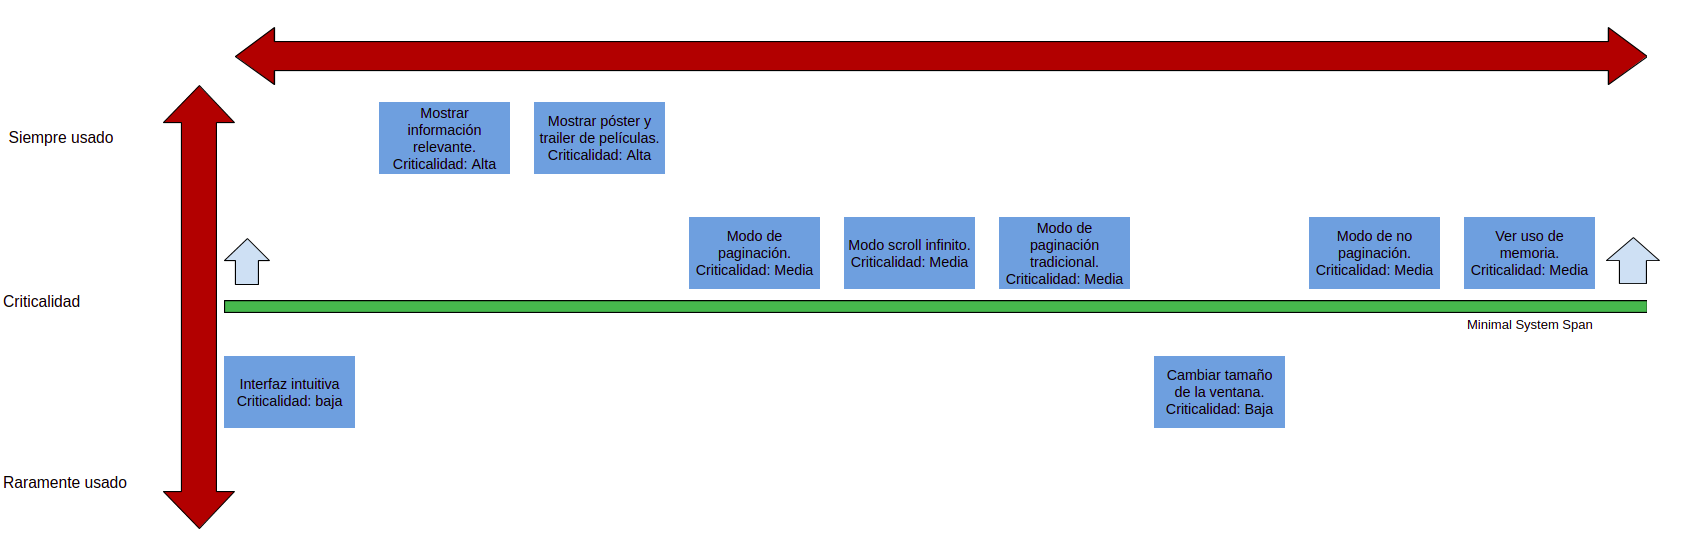 Siempre usado
Mostrar
información
relevante.
Criticalidad: Alta
Mostrar póster y
trailer de películas.
Criticalidad: Alta
Modo de
paginación.
Criticalidad: Media
Modo scroll infinito.
Criticalidad: Media
Modo de
paginación
tradicional.
Criticalidad: Media
Modo de no
paginación.
Criticalidad: Media
Ver uso de
memoria.
Criticalidad: Media
Criticalidad
Minimal System Span
Interfaz intuitiva
Criticalidad: baja
Cambiar tamaño
de la ventana.
Criticalidad: Baja
Raramente usado